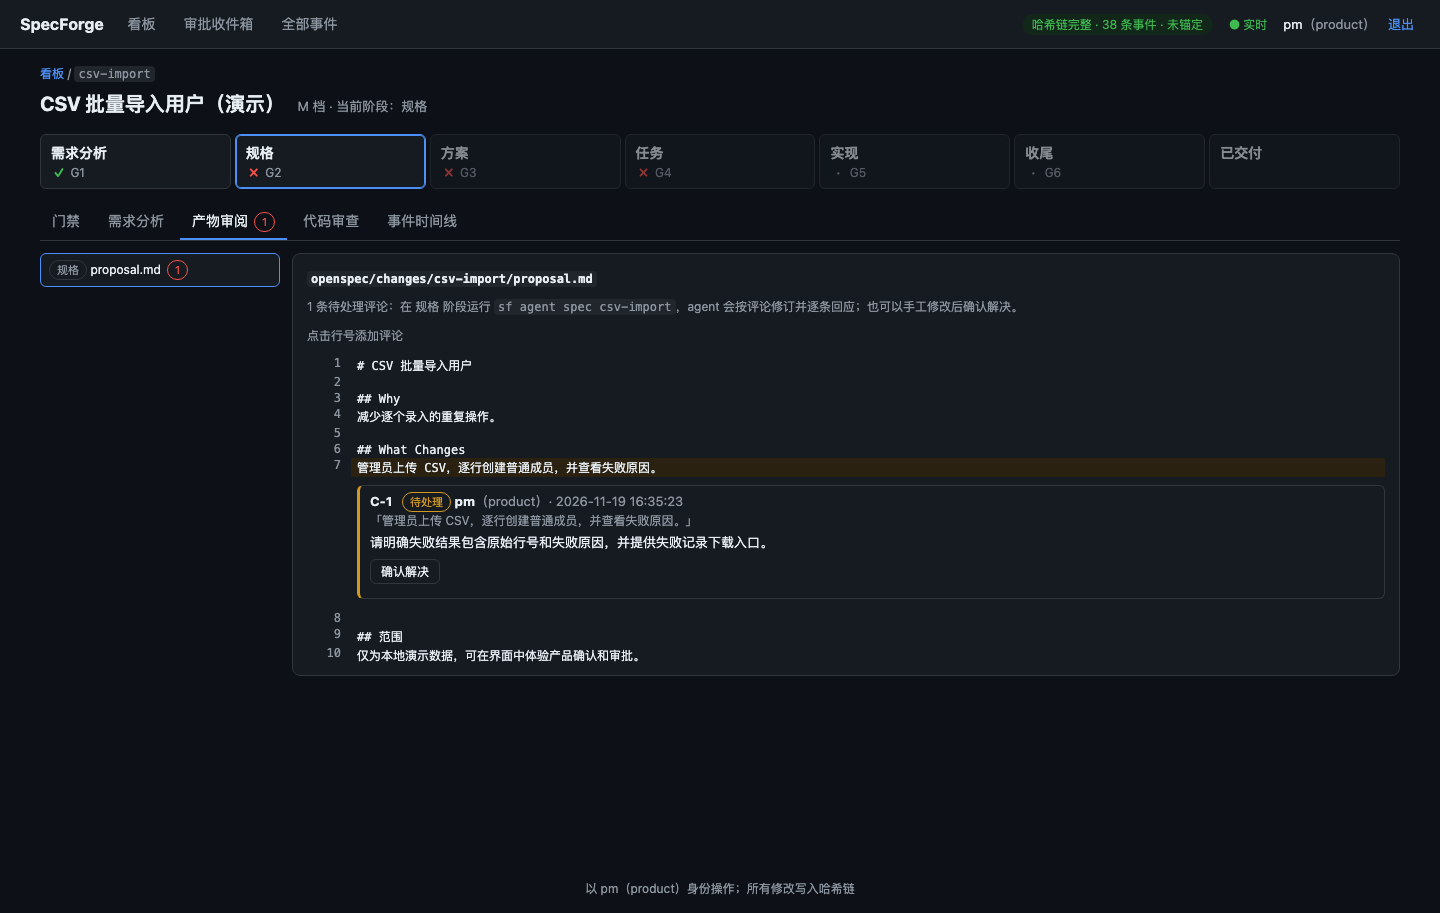 SpecForge 看板 审批收件箱 全部事件 哈希链完整 · 38 条事件 · 未锚定 实时 pm (product) 退出
看板 / csv-import
CSV 批量导入用户（演示） M 档 · 当前阶段：规格
需求分析 规格 方案 任务 实现 收尾 已交付
G1 G2 G3 G4 G5 G6
门禁 需求分析 产物审阅 1 代码审查 事件时间线
规格 proposal.md 1
openspec/changes/csv-import/proposal.md
1 条待处理评论：在 规格 阶段运行 sf agent spec csv-import，agent 会按评论修订并逐条回应；也可以手工修改后确认解决。
点击行号添加评论
1 # CSV 批量导入用户
2
3 ## Why
4 减少逐个录入的重复操作。
5
6 ## What Changes
7 管理员上传 CSV，逐行创建普通成员，并查看失败原因。
C-1 待处理 pm (product) · 2026-11-19 16:35:23
「管理员上传 CSV，逐行创建普通成员，并查看失败原因。」
请明确失败结果包含原始行号和失败原因，并提供失败记录下载入口。
确认解决
8
9 ## 范围
10 仅为本地演示数据，可在界面中体验产品确认和审批。
以 pm（product）身份操作；所有修改写入哈希链